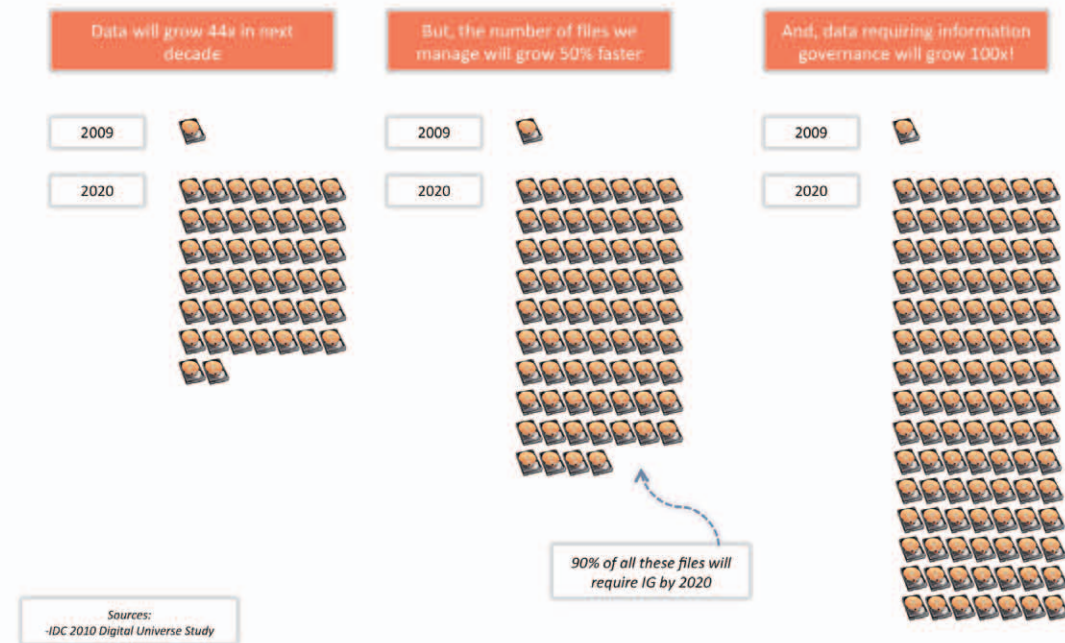 Data will grow 44x in next
decade
2009
2020
But, the number of files we
manage will grow 50% faster
2009
2020
90% of all these files will
require IG by 2020
And, data requiring information
governance will grow 100x!
2009
2020
Sources:
-IDC 2010 Digital Universe Study